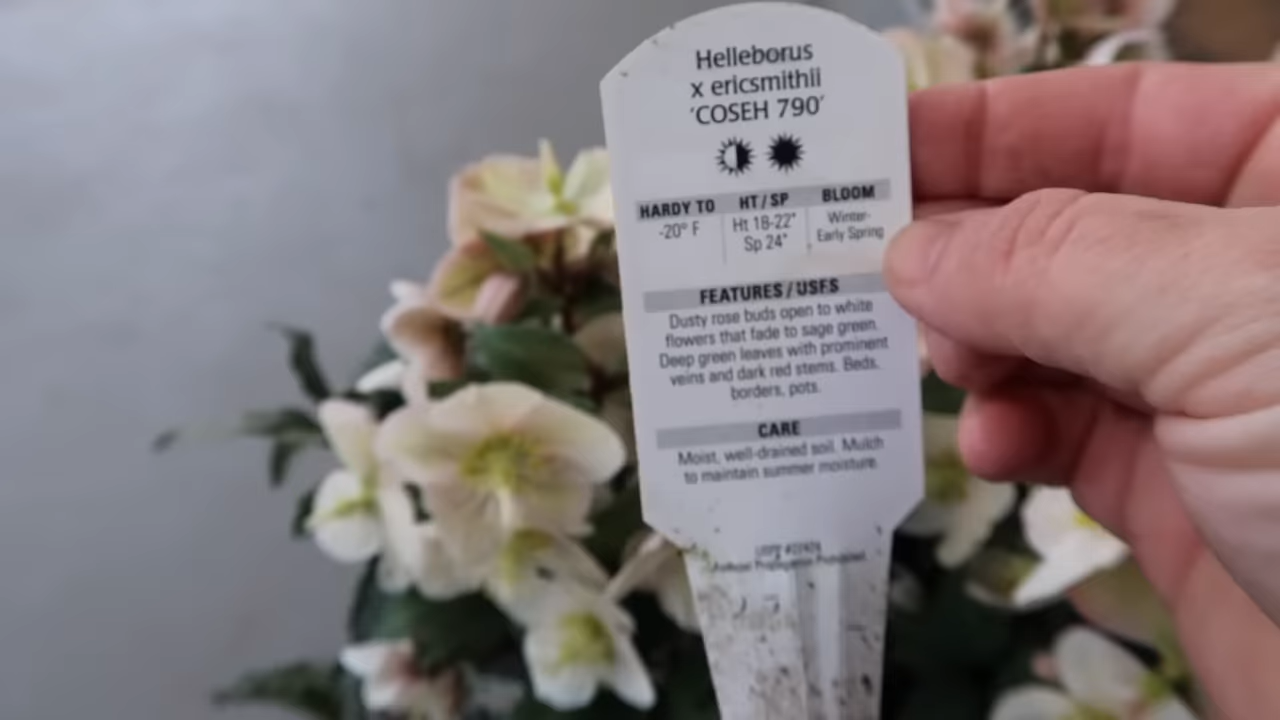 Helleborus
x ericsmithii
'COSEH 790'
HARDY TO HT / SP BLOOM
-20° F Ht 18-22" Winter-
Sp 24" Early Spring
FEATURES / USES
Dusty rose buds open to white
flowers that fade to sage green.
Deep green leaves with prominent
veins and dark red stems. Beds,
borders, pots.
CARE
Moist, well-drained soil. Mulch
to maintain summer moisture.
Propagation Prohibited